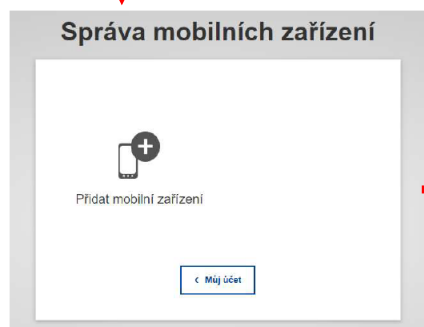 Správa mobilních zařízení
Přidat mobilní zařízení
‹ Můj účet